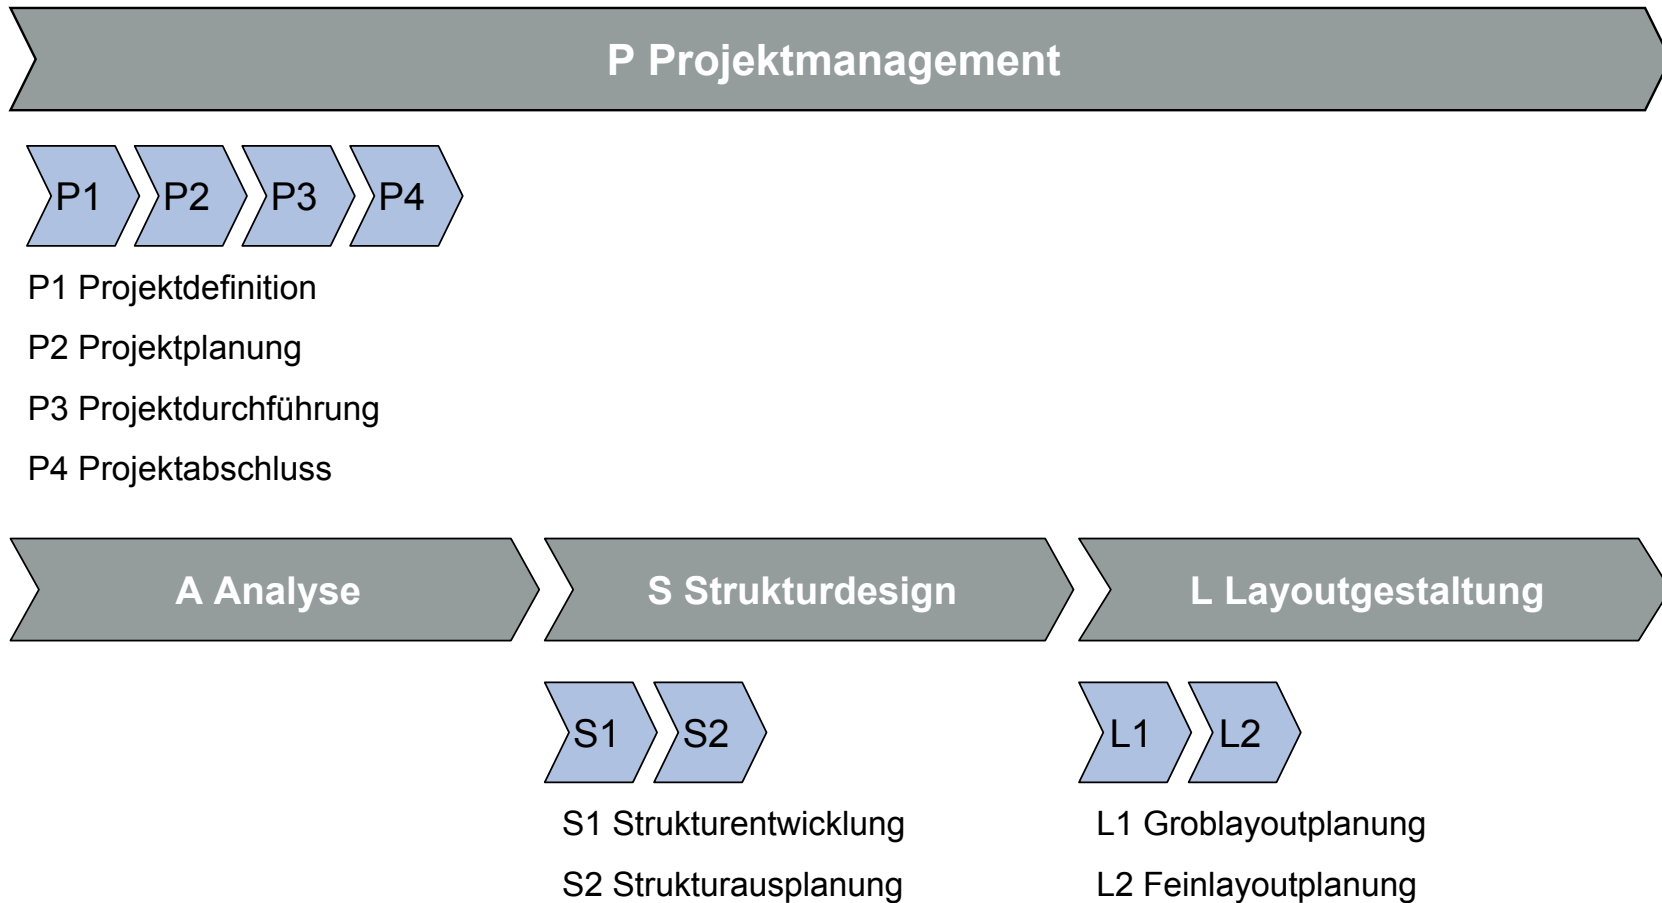 P Projektmanagement
P1 P2 P3 P4
P1 Projektdefinition
P2 Projektplanung
P3 Projektdurchführung
P4 Projektabschluss
A Analyse
S Strukturdesign
L Layoutgestaltung
S1 S2
L1 L2
S1 Strukturentwicklung
S2 Strukturausplanung
L1 Groblayoutplanung
L2 Feinlayoutplanung